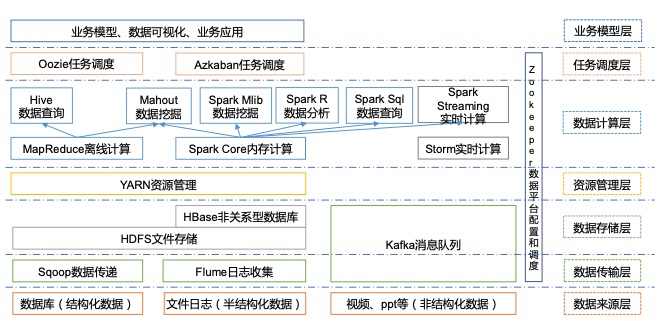 业务模型、数据可视化、业务应用
业务模型层
Oozie任务调度
Azkaban任务调度
任务调度层
Hive
数据查询
Mahout
数据挖掘
Spark Mlib
数据挖掘
Spark R
数据分析
Spark Sql
数据查询
Spark
Streaming
实时计算
数据计算层
MapReduce离线计算
Spark Core内存计算
Storm实时计算
Zookeeper数据平台配置和调度
YARN资源管理
资源管理层
HBase非关系型数据库
HDFS文件存储
Kafka消息队列
数据存储层
Sqoop数据传递
Flume日志收集
数据传输层
数据库（结构化数据）
文件日志（半结构化数据）
视频、ppt等（非结构化数据）
数据来源层